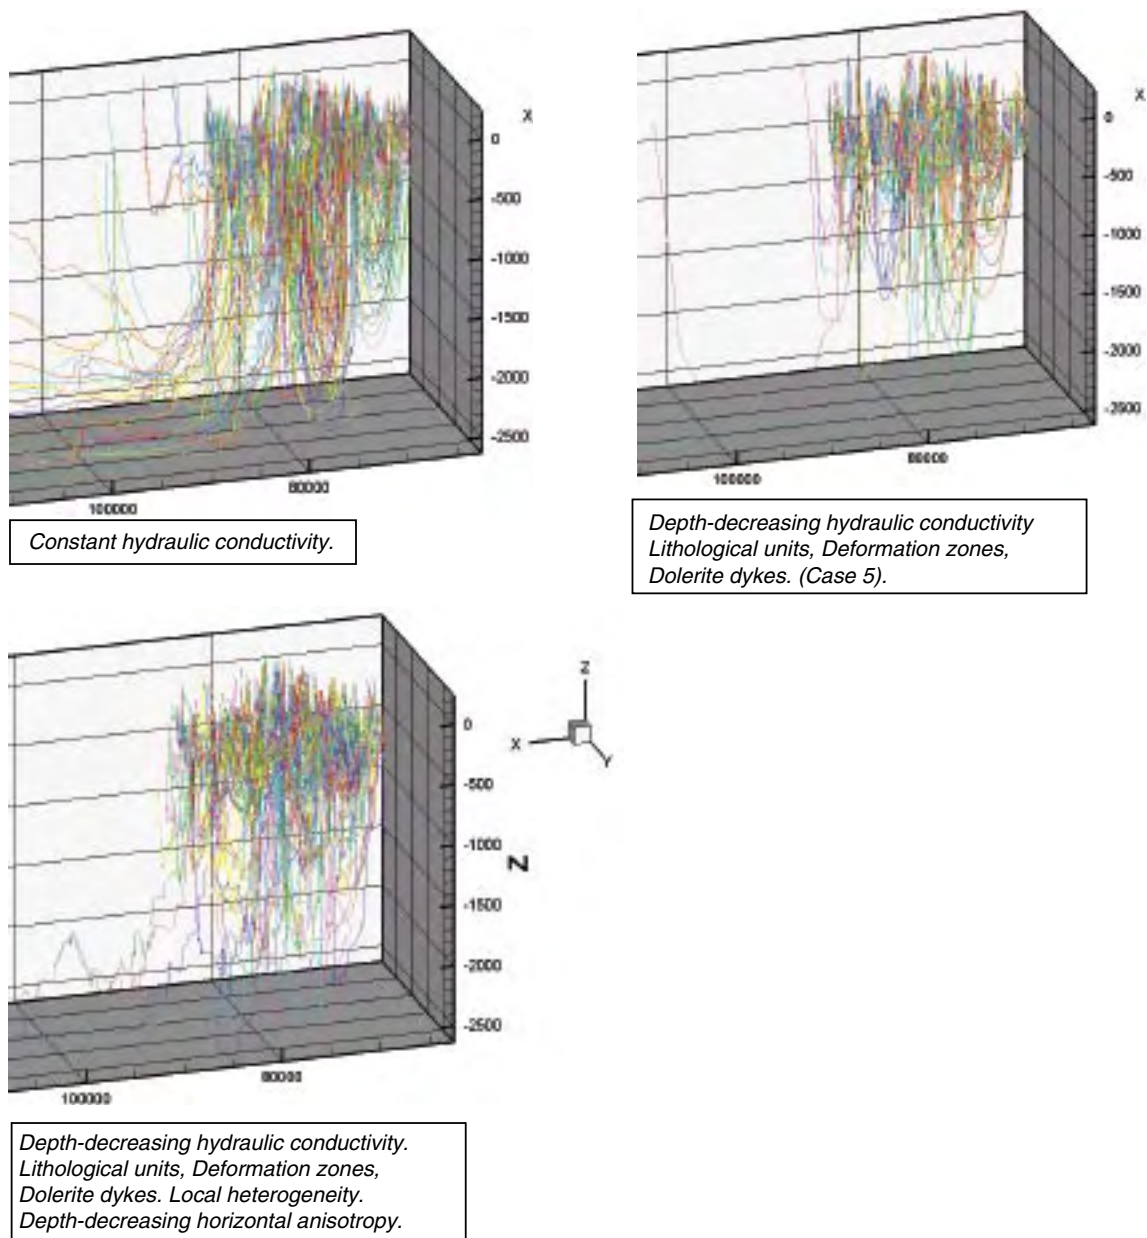 X
0
-500
-1000
-1500
-2000
-2500
80000
100000
Constant hydraulic conductivity.
X
0
-500
-1000
-1500
-2000
-2500
80000
100000
Depth-decreasing hydraulic conductivity
Lithological units, Deformation zones,
Dolerite dykes. (Case 5).
Z
X
Y
0
-500
-1000
Z
-1500
-2000
-2500
80000
100000
Depth-decreasing hydraulic conductivity.
Lithological units, Deformation zones,
Dolerite dykes. Local heterogeneity.
Depth-decreasing horizontal anisotropy.